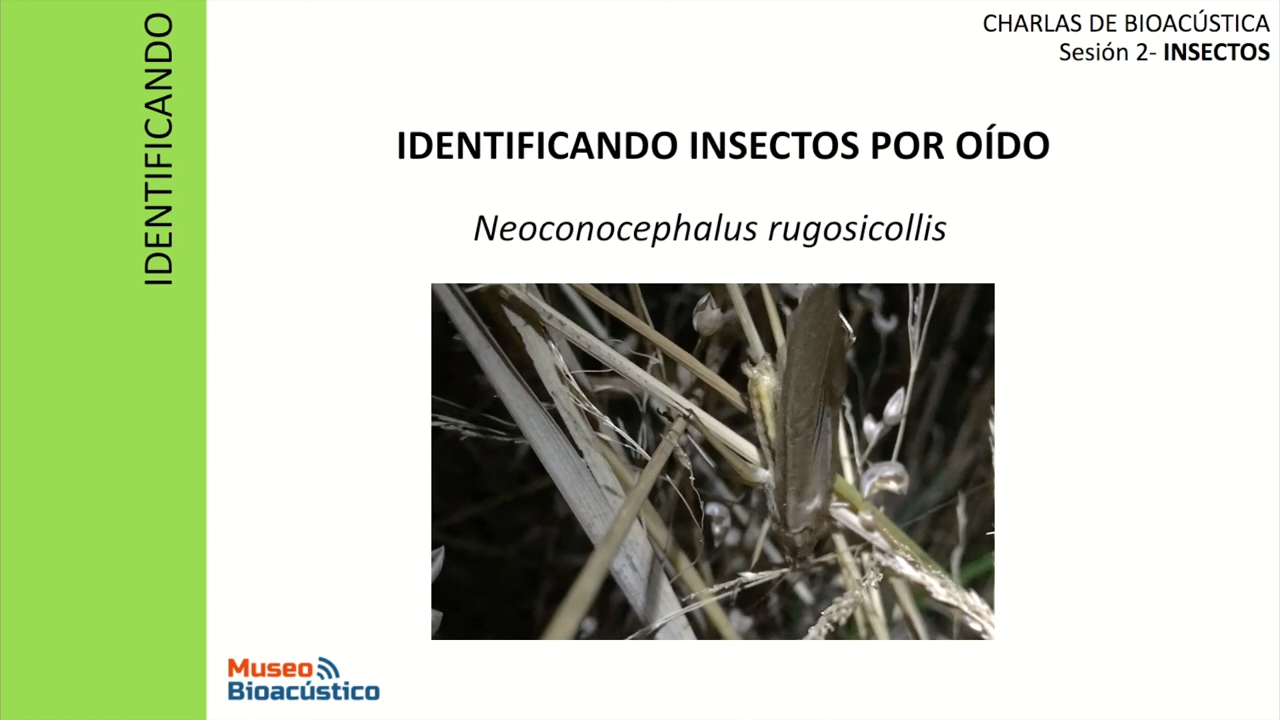 IDENTIFICANDO
CHARLAS DE BIOACÚSTICA
Sesión 2- INSECTOS
IDENTIFICANDO INSECTOS POR OÍDO
Neoconocephalus rugosicollis
Museo
Bioacústico